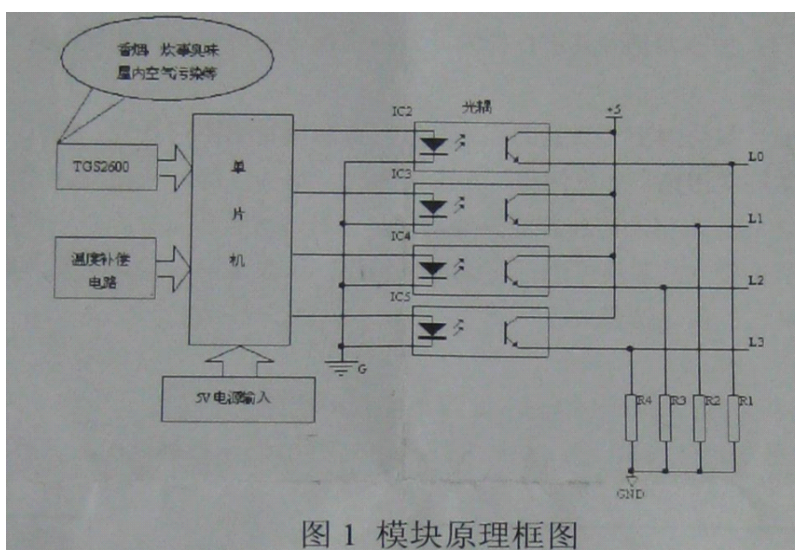 香烟, 炊事臭味
屋内空气污染等
TGS2600
单
片
机
温度补偿
电路
5V电源输入
IC2
光耦
+5
L0
IC3
L1
IC4
L2
IC5
L3
G
R4
R3
R2
R1
GND
图 1 模块原理框图